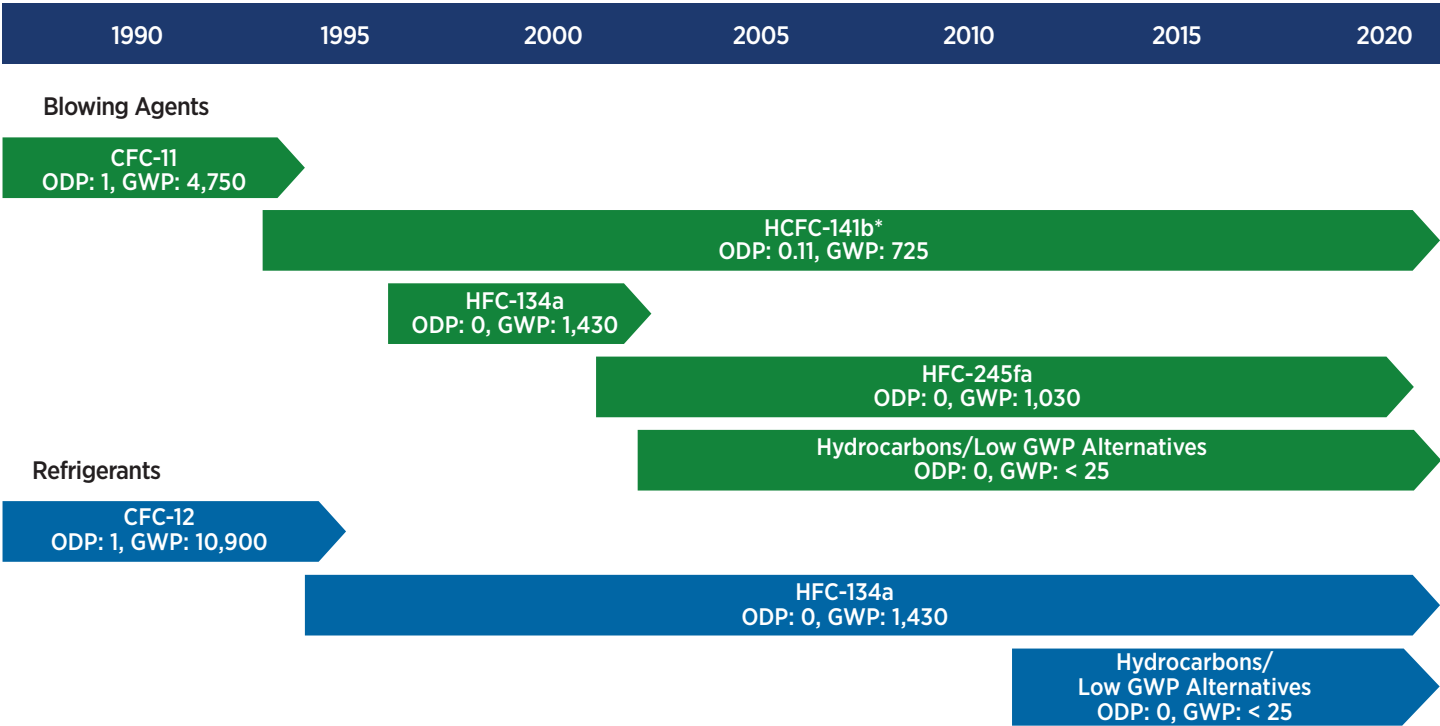 1990 1995 2000 2005 2010 2015 2020
Blowing Agents
CFC-11
ODP: 1, GWP: 4,750
HCFC-141b*
ODP: 0.11, GWP: 725
HFC-134a
ODP: 0, GWP: 1,430
HFC-245fa
ODP: 0, GWP: 1,030
Hydrocarbons/Low GWP Alternatives
ODP: 0, GWP: < 25
Refrigerants
CFC-12
ODP: 1, GWP: 10,900
HFC-134a
ODP: 0, GWP: 1,430
Hydrocarbons/
Low GWP Alternatives
ODP: 0, GWP: < 25